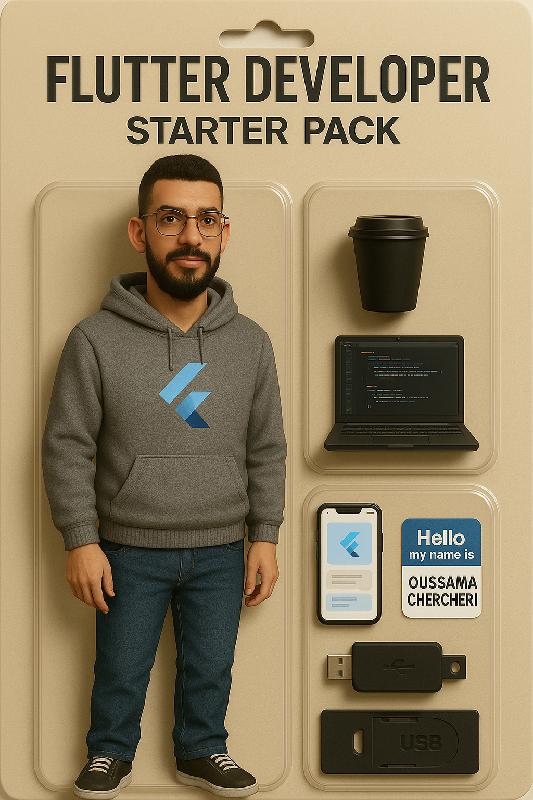 FLUTTER DEVELOPER
STARTER PACK
Hello
my name is
OUSSAMA
CHERCHERI
USB